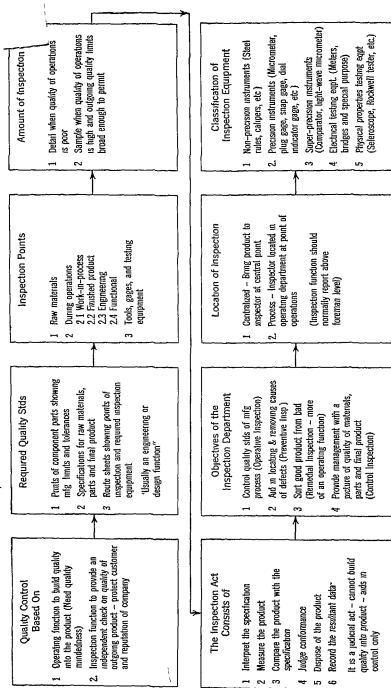 Quality Control
Based On
1 Operating function to build quality
into the product (Need quality
mindedness)
2. Inspection function to provide an
independent check on quality of
outgoing product – protect customer
and reputation of company
Required Quality Stds
1 Prints of component parts showing
mfg limits and tolerances
2 Specifications for raw materials,
parts and final product
3 Route sheets showing points of
inspection and required inspection
equipment
"Usually an engineering or
design function"
Inspection Points
1 Raw materials
2 During operations
2.1 Work-in-process
2.2 Finished product
2.3 Engineering
2.4 Functional
3 Tools, gages, and testing
equipment
Amount of Inspection
1 Detail when quality of operations
is poor
2 Sample when quality of operations
is high and outgoing quality limits
broad enough to permit
The Inspection Act
Consists of
1 Interpret the specification
2 Measure the product
3 Compare the product with the
specification
4 Judge conformance
5 Dispose of the product
6 Record the resultant data-
It is a judicial act – cannot build
quality into product – aids in
control only
Objectives of the
Inspection Department
1 Control quality stds of mfg
process (Operative Inspection)
2 Aid in locating & removing causes
of defects (Preventive Insp )
3 Sort good product from bad
(Remedial Inspection – more
of an operating function)
4 Provide management with a
picture of quality of materials,
parts and final product
(Control Inspection)
Location of Inspection
1 Centralized – Bring product to
inspector at central point
2. Process – Inspector located in
operating department at point of
operations
(Inspection function should
normally report above
foreman level)
Classification of
Inspection Equipment
1 Non-precision instruments (Steel
rules, calipers, etc )
2. Precision instruments (Micrometer,
plug gage, snap gage, dial
indicator gage, etc )
3 Super-precision instruments
(Comparator, light-wave micrometer)
4 Electrical testing eqpt. (Meters,
bridges and special purpose)
5 Physical properties testing eqpt
(Seleroscope, Rockwell tester, etc.)